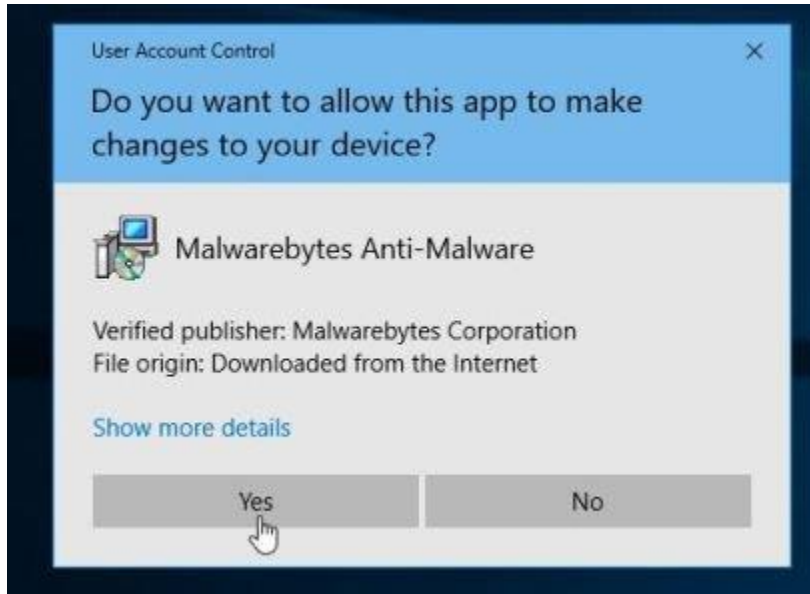 User Account Control
Do you want to allow this app to make
changes to your device?
Malwarebytes Anti-Malware
Verified publisher: Malwarebytes Corporation
File origin: Downloaded from the Internet
Show more details
Yes
No